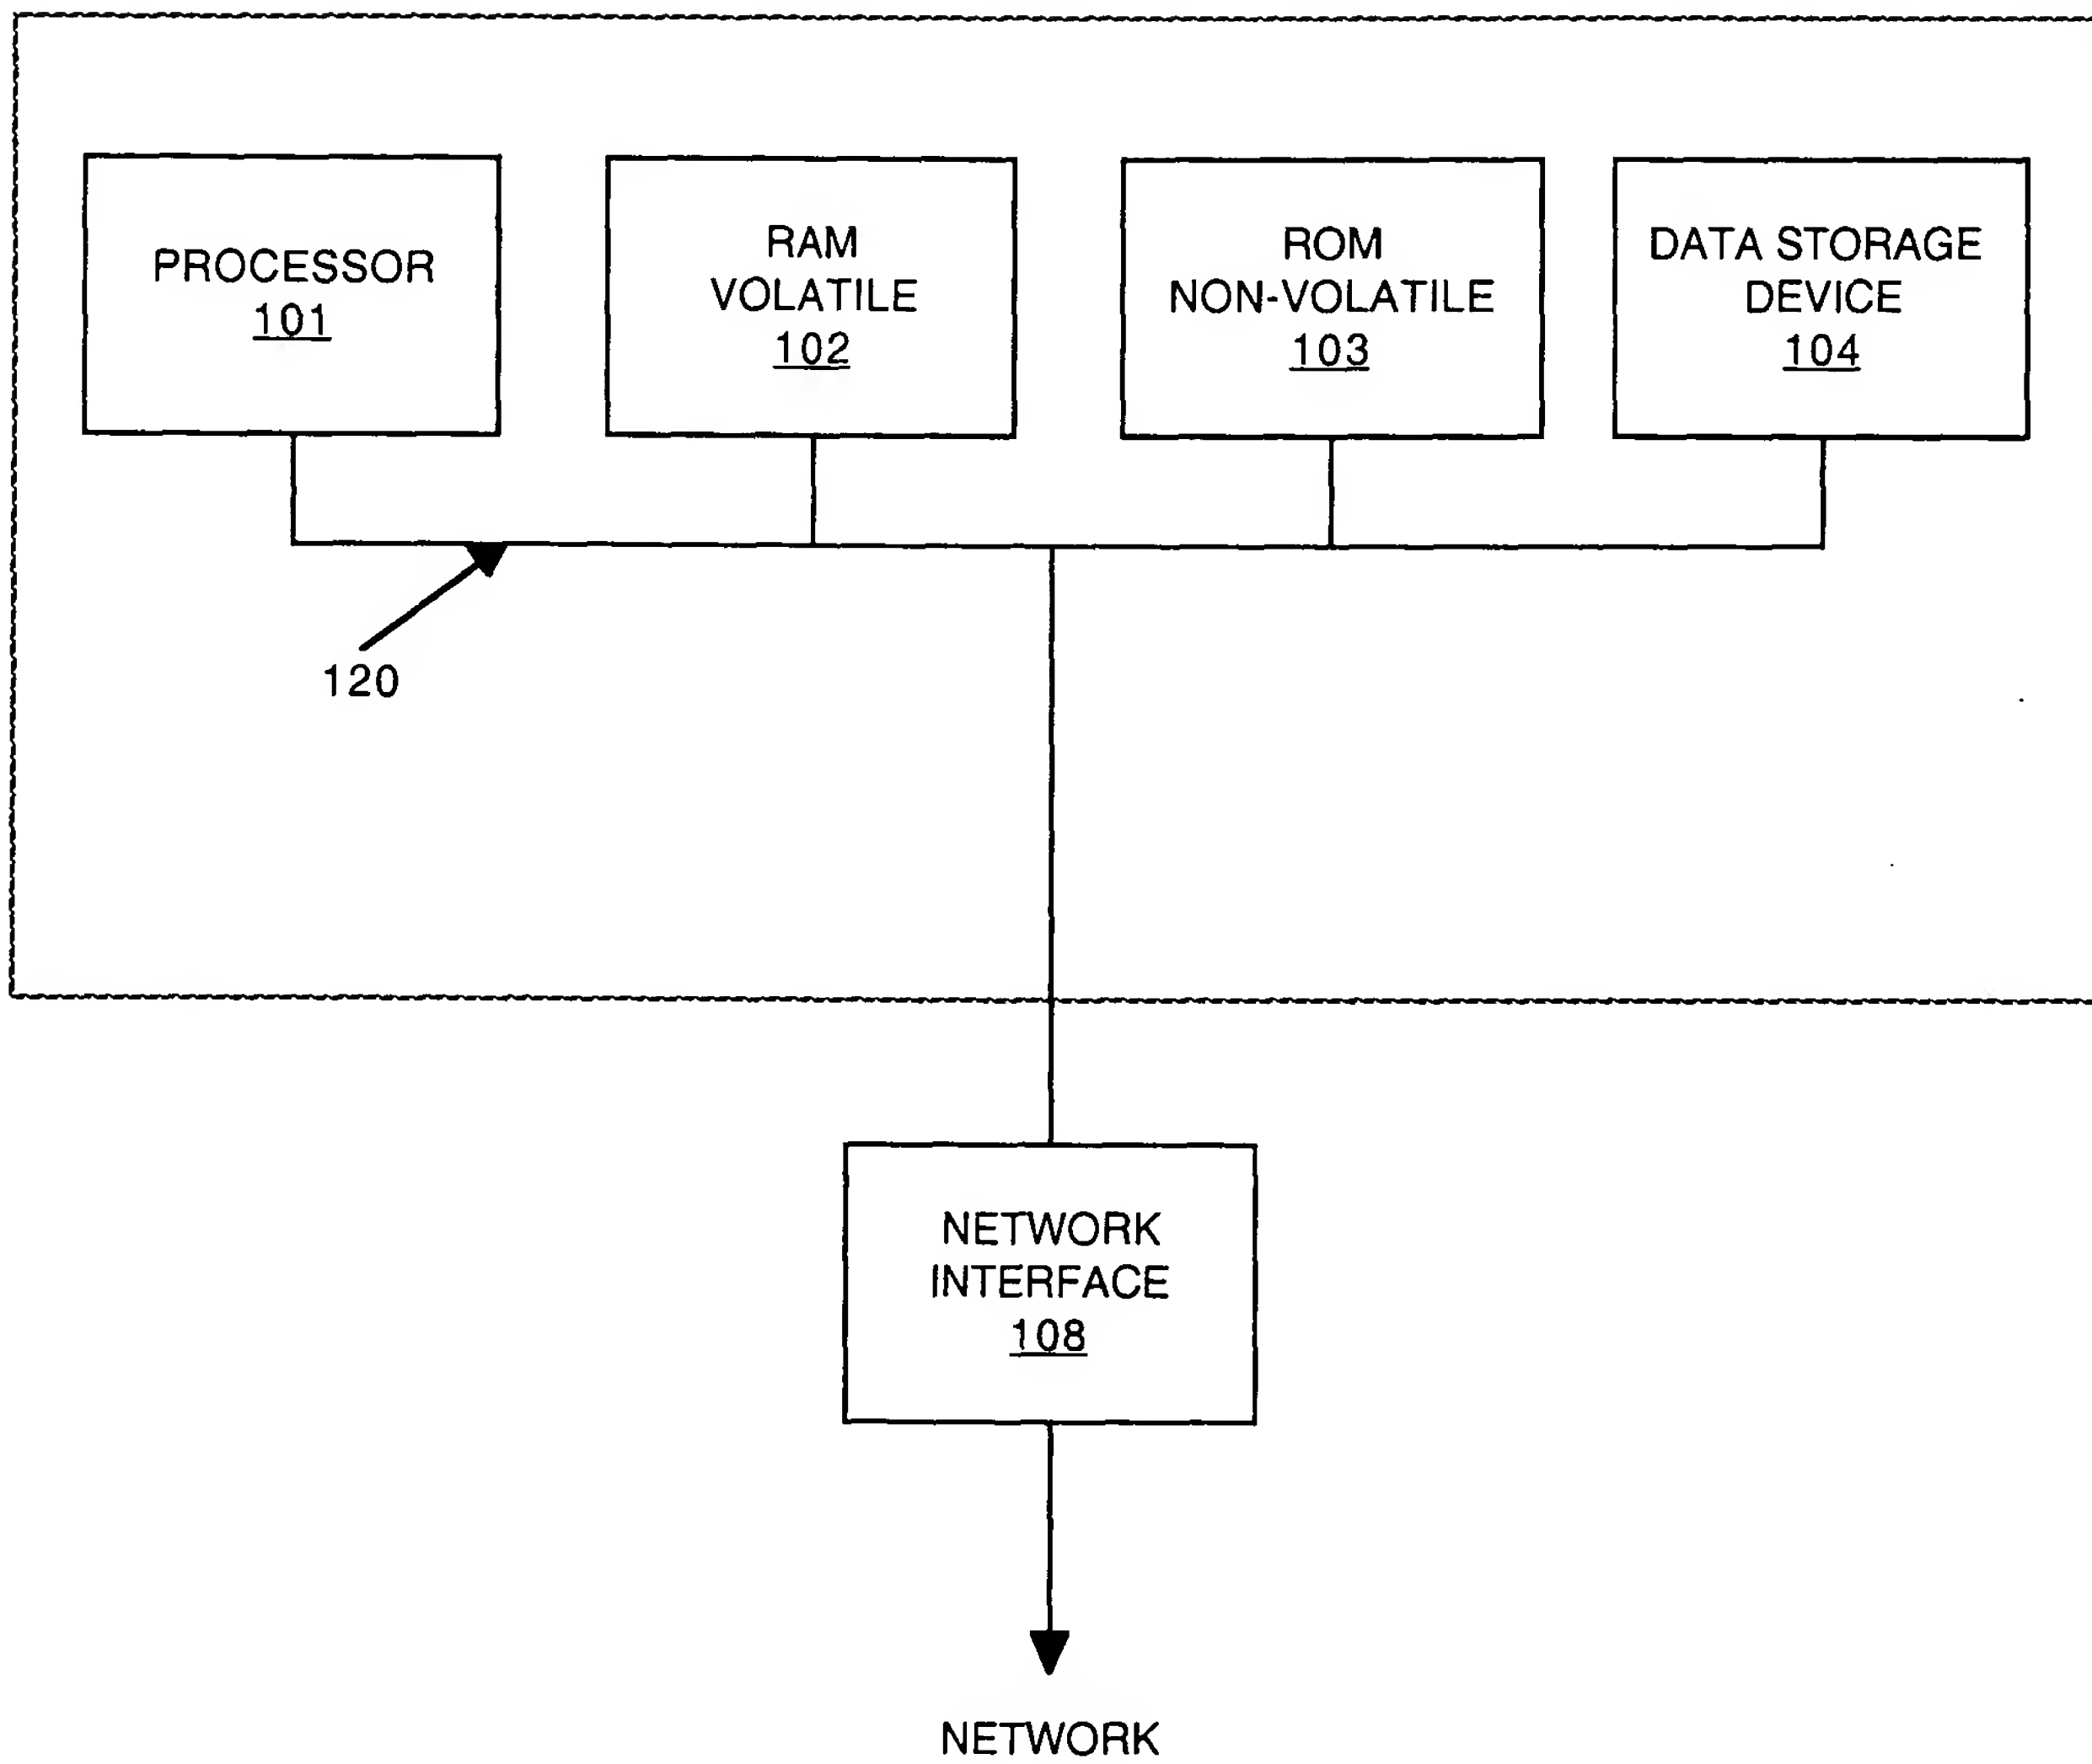 PROCESSOR
101
RAM
VOLATILE
102
ROM
NON-VOLATILE
103
DATA STORAGE
DEVICE
104
120
NETWORK
INTERFACE
108
NETWORK